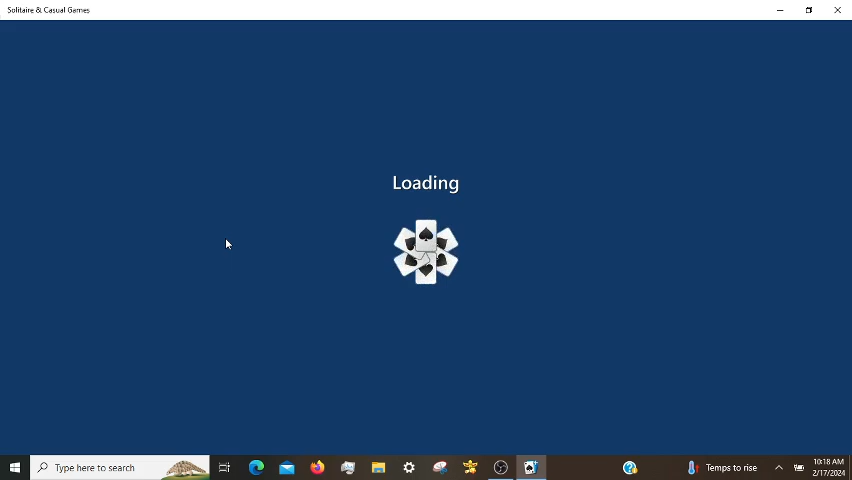 Solitaire & Casual Games
Loading
Type here to search
Temps to rise
10:18 AM
2/17/2024